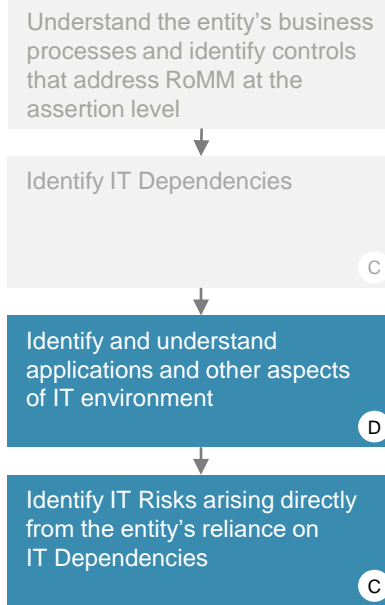 Understand the entity’s business
processes and identify controls
that address RoMM at the
assertion level
Identify IT Dependencies
C
Identify and understand
applications and other aspects
of IT environment
D
Identify IT Risks arising directly
from the entity’s reliance on
IT Dependencies
C